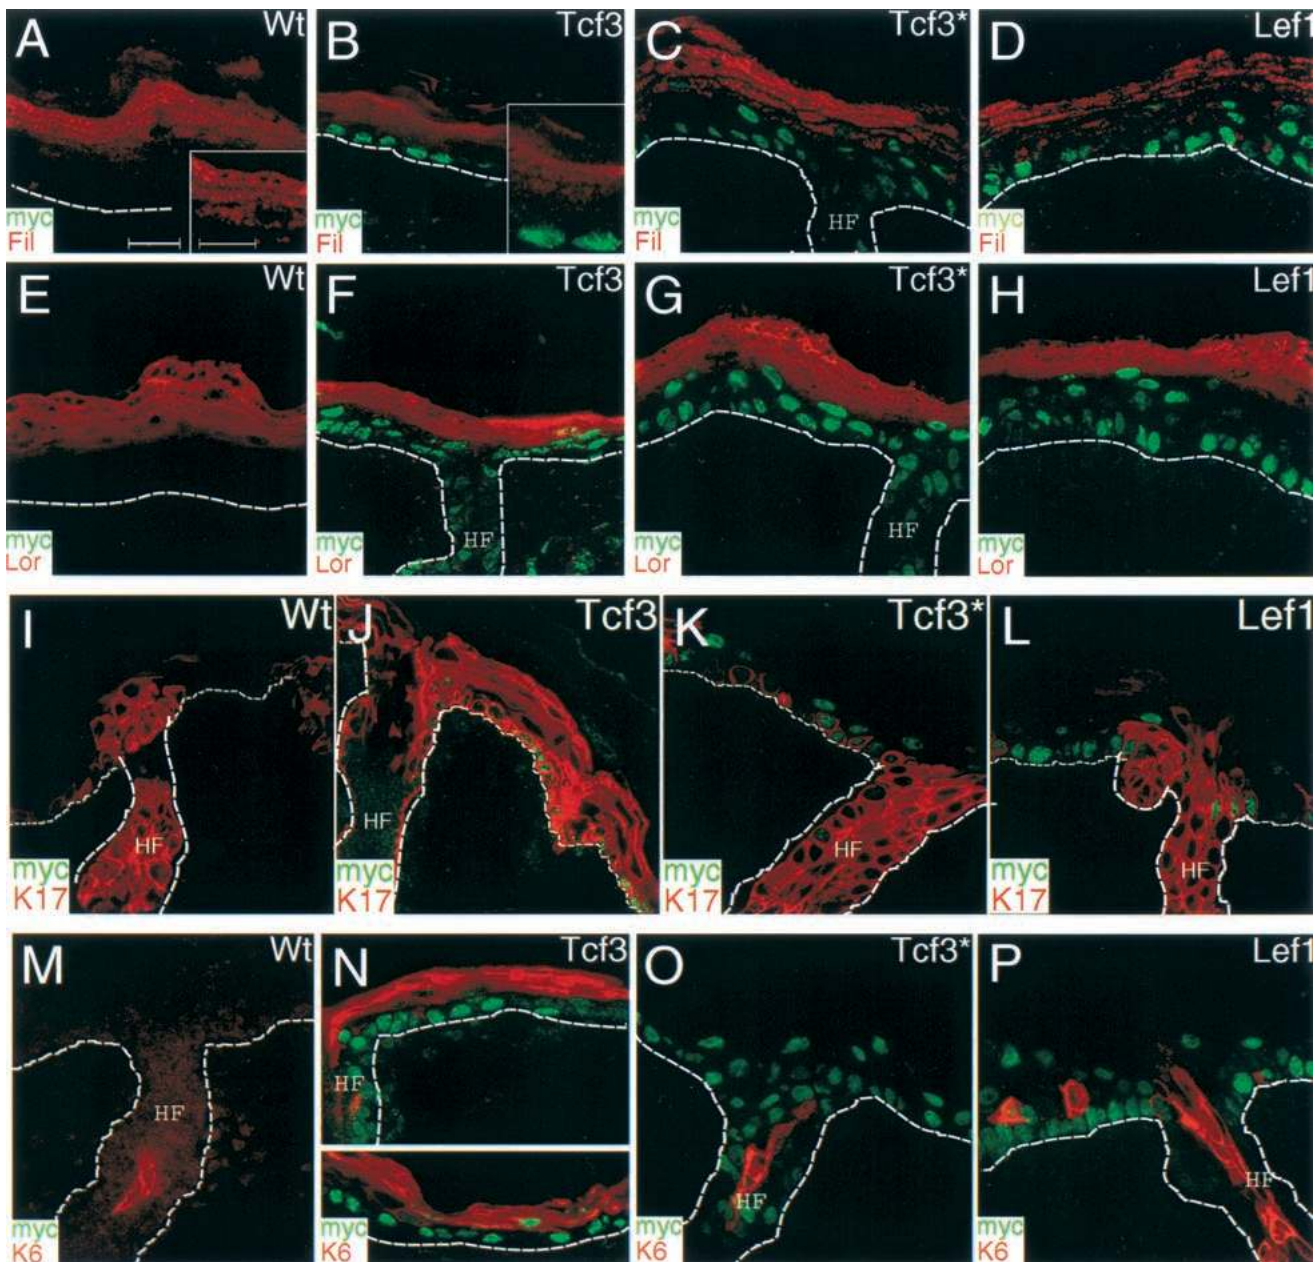 A Wt
myc
Fil
B Tcf3
myc
Fil
C Tcf3*
HF
myc
Fil
D Lef1
myc
Fil
E Wt
myc
Lor
F Tcf3
HF
myc
Lor
G Tcf3*
HF
myc
Lor
H Lef1
myc
Lor
I Wt
HF
myc
K17
J Tcf3
HF
myc
K17
K Tcf3*
HF
myc
K17
L Lef1
HF
myc
K17
M Wt
HF
myc
K6
N Tcf3
HF
myc
K6
O Tcf3*
HF
myc
K6
P Lef1
HF
myc
K6